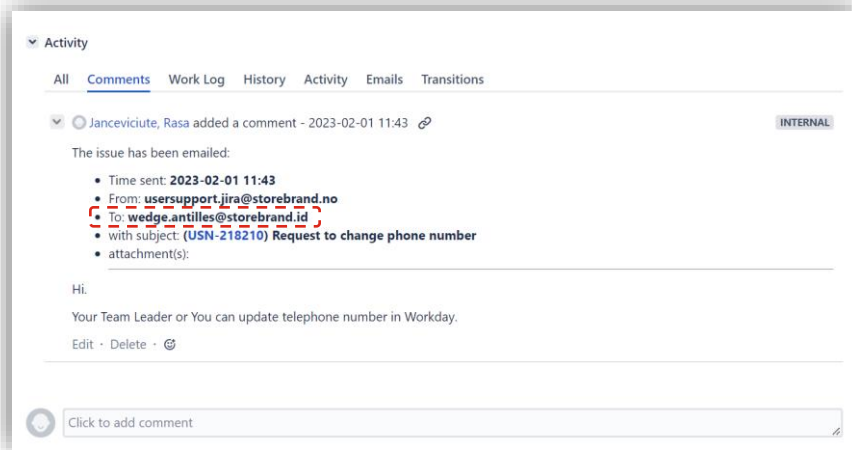 Activity
All Comments Work Log History Activity Emails Transitions
Janceviciute, Rasa added a comment - 2023-02-01 11:43 INTERNAL
The issue has been emailed:
• Time sent: 2023-02-01 11:43
• From: usersupport.jira@storebrand.no
• To: wedge.antilles@storebrand.id
• with subject: (USN-218210) Request to change phone number
• attachment(s):
Hi.
Your Team Leader or You can update telephone number in Workday.
Edit · Delete ·
Click to add comment